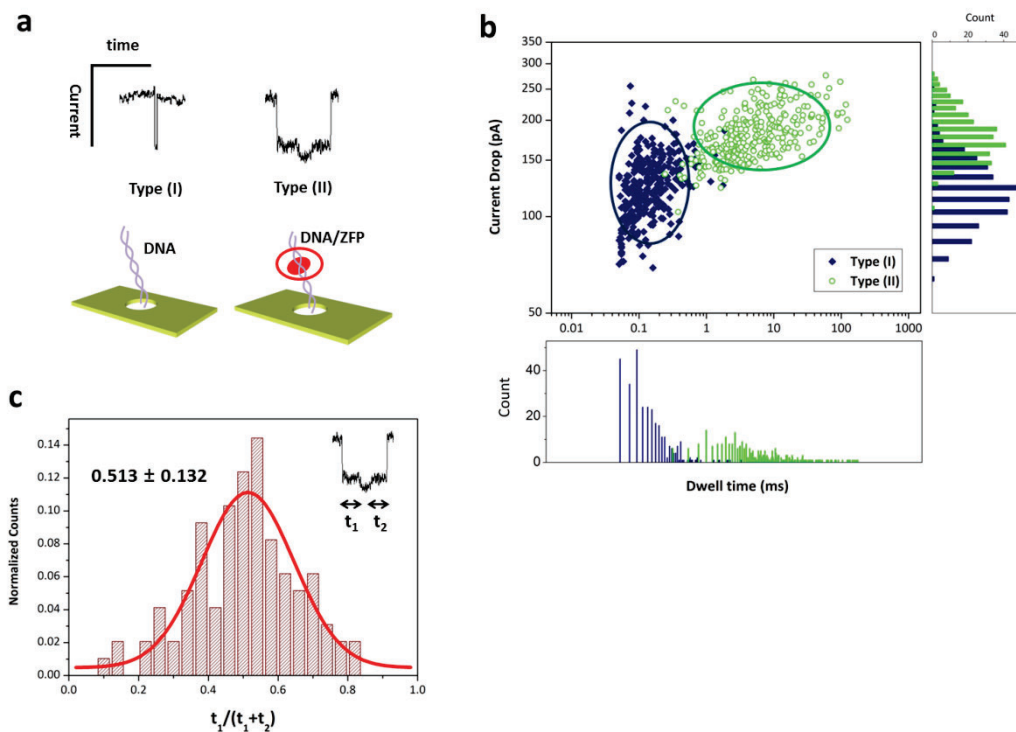 a
time
Current
Type (I)
Type (II)
DNA
DNA/ZFP
b
Count
0 20 40
350
300
250
200
150
100
50
Current Drop (pA)
Type (I)
Type (II)
0.01 0.1 1 10 100 1000
40
20
0
Count
Dwell time (ms)
c
0.513 ± 0.132
t1 t2
0.14
0.12
0.10
0.08
0.06
0.04
0.02
0.00
Normalized Counts
0.0 0.2 0.4 0.6 0.8 1.0
t1/(t1+t2)